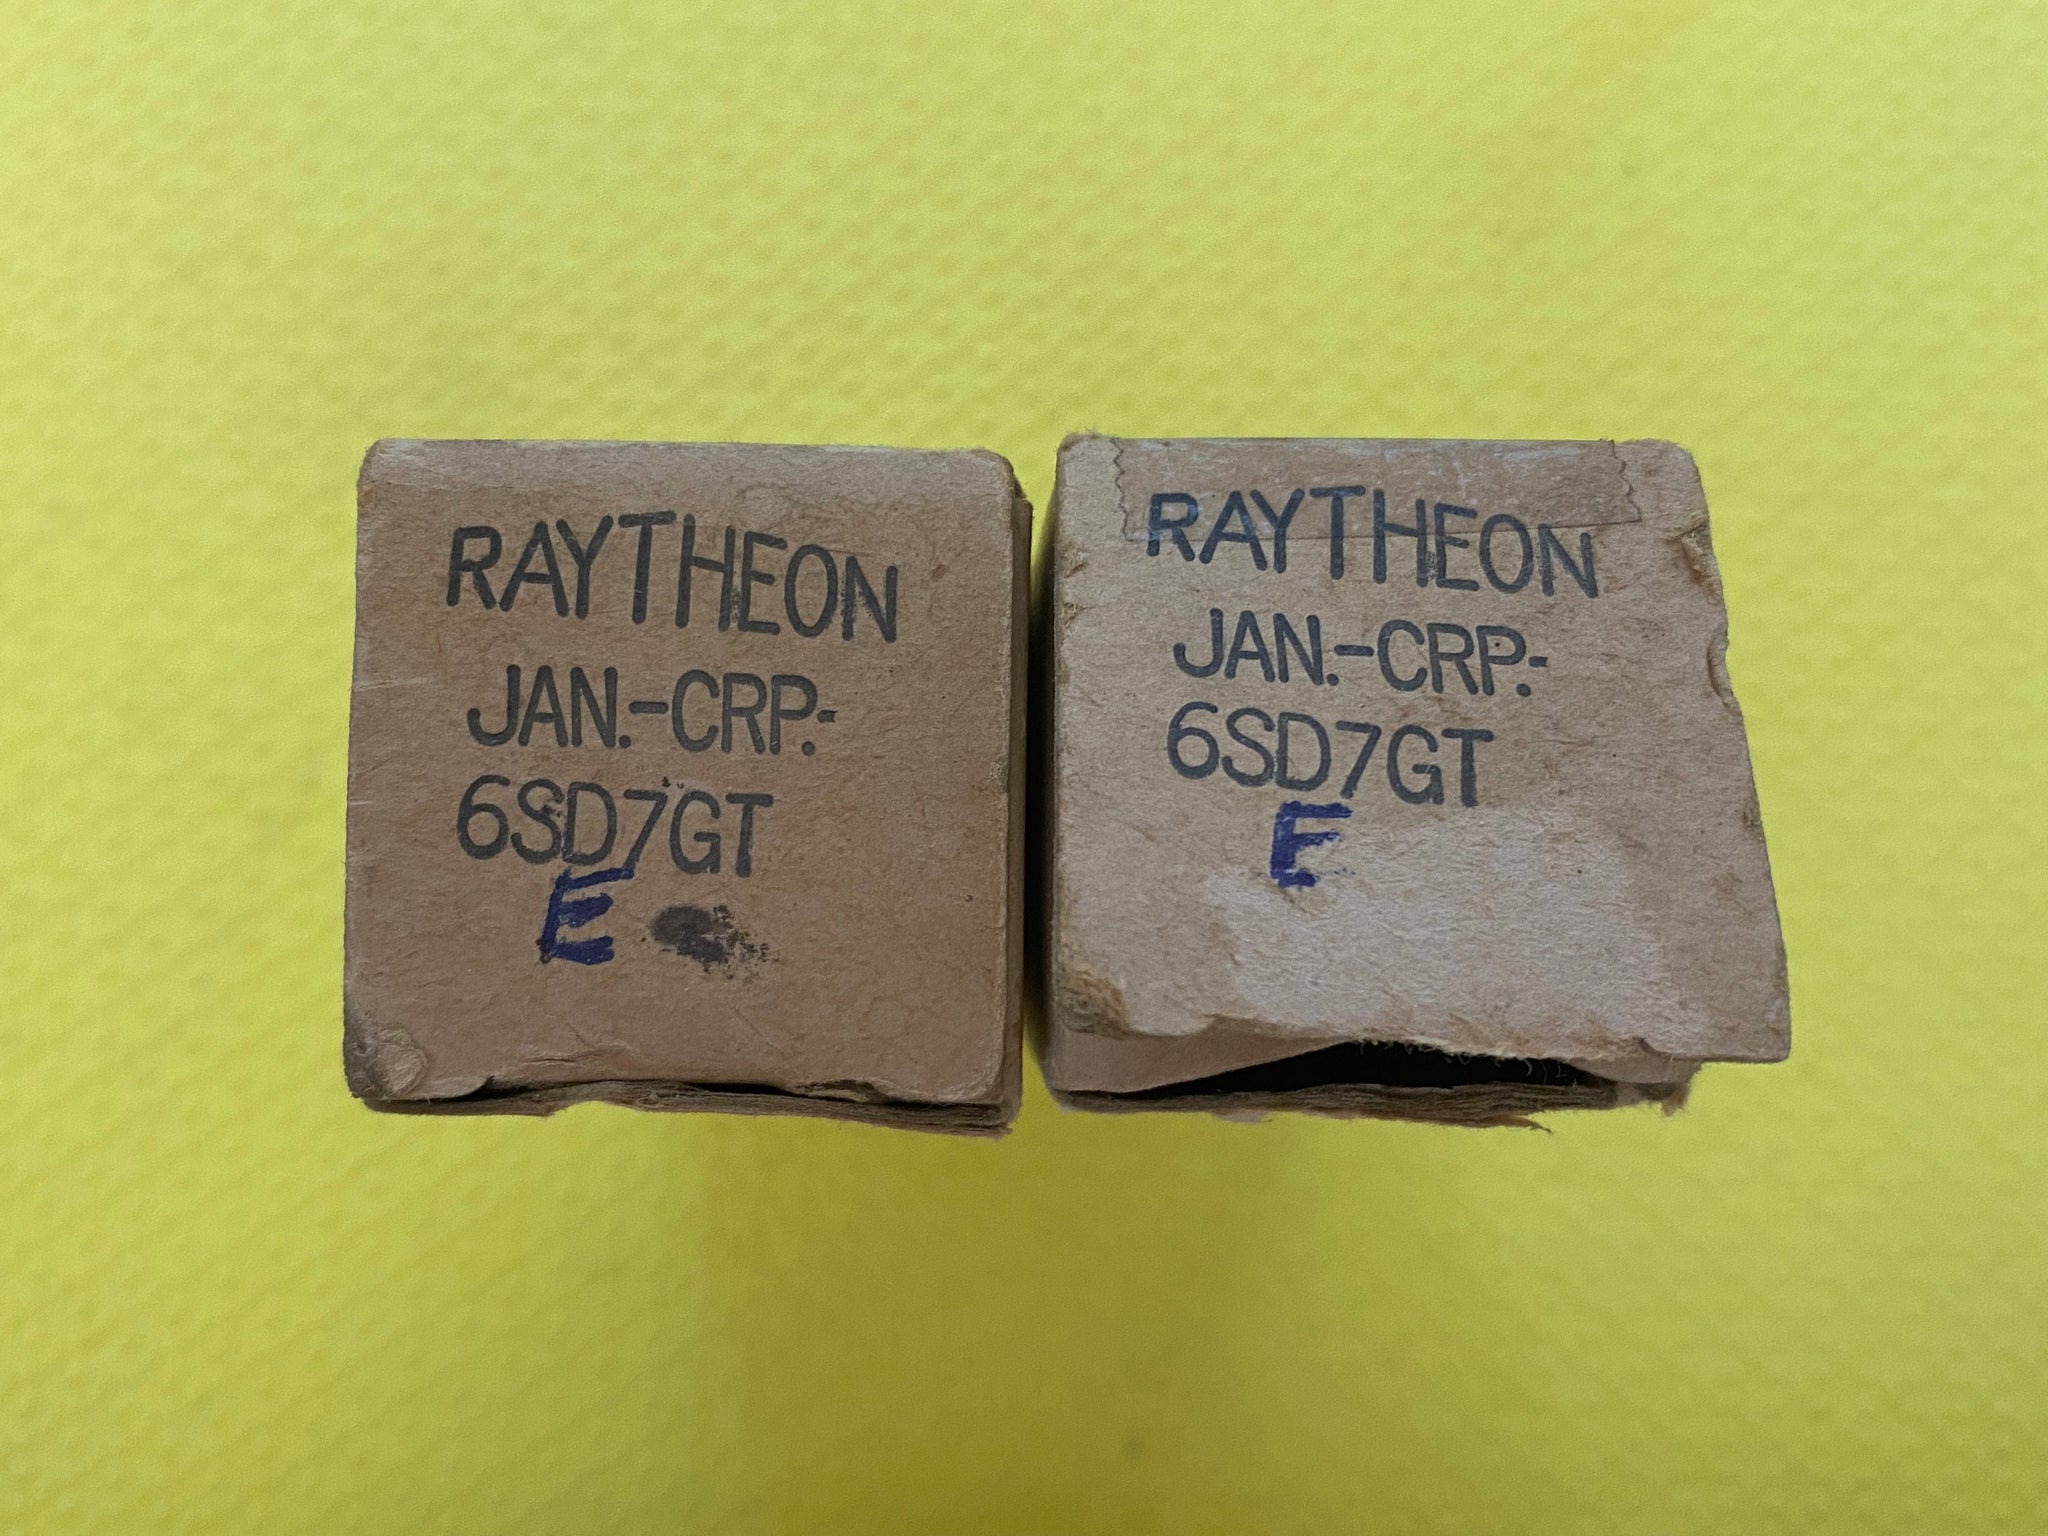 RAYTHEON
JAN.-CRP.-
6SD7GT
E
RAYTHEON
JAN.-CRP.-
6SD7GT
E